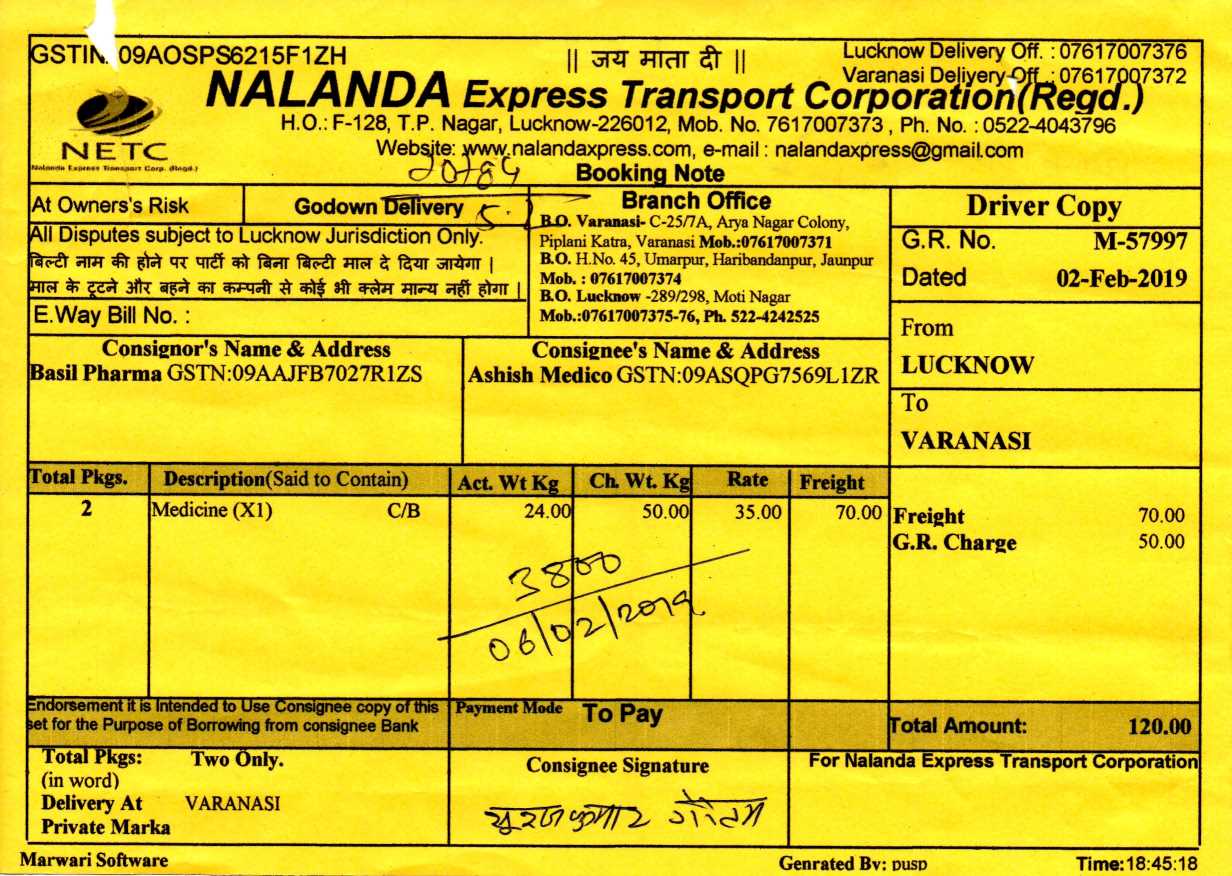 GSTIN 09AOSPS6215F1ZH
|| जय माता दी ||
Lucknow Delivery Off. : 07617007376
Varanasi Delivery Off. : 07617007372
NALANDA Express Transport Corporation(Regd.)
H.O.: F-128, T.P. Nagar, Lucknow-226012, Mob. No. 7617007373 , Ph. No. : 0522-4043796
Website: www.nalandaxpress.com, e-mail : nalandaxpress@gmail.com
NETC
Nalanda Express Transport Corp. (Regd.)
20784
Booking Note
At Owners's Risk
Godown Delivery
All Disputes subject to Lucknow Jurisdiction Only.
बिल्टी नाम की होने पर पार्टी को बिना बिल्टी माल दे दिया जायेगा |
माल के टूटने और बहने का कम्पनी से कोई भी क्लेम मान्य नहीं होगा |
E.Way Bill No. :
Branch Office
B.O. Varanasi- C-25/7A, Arya Nagar Colony,
Piplani Katra, Varanasi Mob.:07617007371
B.O. H.No. 45, Umarpur, Haribandanpur, Jaunpur
Mob. : 07617007374
B.O. Lucknow -289/298, Moti Nagar
Mob.:07617007375-76, Ph. 522-4242525
Driver Copy
G.R. No. M-57997
Dated 02-Feb-2019
From
LUCKNOW
To
VARANASI
Consignor's Name & Address
Basil Pharma GSTN:09AAJFB7027R1ZS
Consignee's Name & Address
Ashish Medico GSTN:09ASQPG7569L1ZR
Total Pkgs. Description(Said to Contain) Act. Wt Kg Ch. Wt. Kg Rate Freight
2 Medicine (X1) C/B 24.00 50.00 35.00 70.00
Freight 70.00
G.R. Charge 50.00
3800
06/02/2019
Endorsement it is Intended to Use Consignee copy of this
set for the Purpose of Borrowing from consignee Bank
Payment Mode To Pay
Total Amount: 120.00
Total Pkgs: Two Only.
(in word)
Delivery At VARANASI
Private Marka
Consignee Signature
सूरज कुमार गौतम
For Nalanda Express Transport Corporation
Marwari Software
Genrated By: pusp
Time:18:45:18